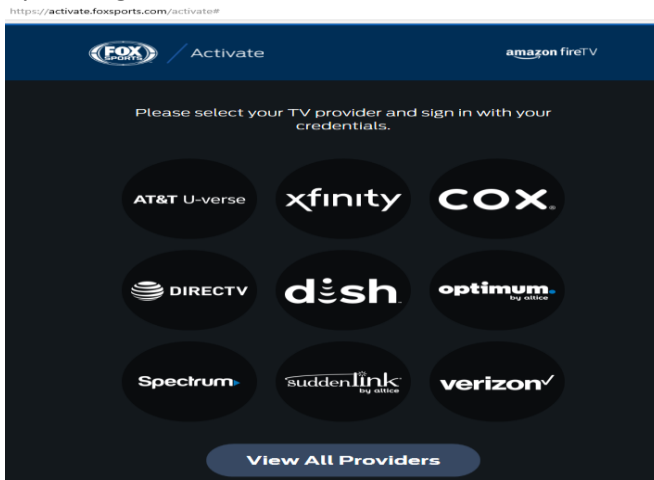 https://activate.foxsports.com/activate#
FOX SPORTS Activate
amazon fireTV
Please select your TV provider and sign in with your
credentials.
AT&T U-verse
xfinity
COX.
DIRECTV
dish
optimum.
by altice
Spectrum
suddenlink
by altice
verizon✓
View All Providers